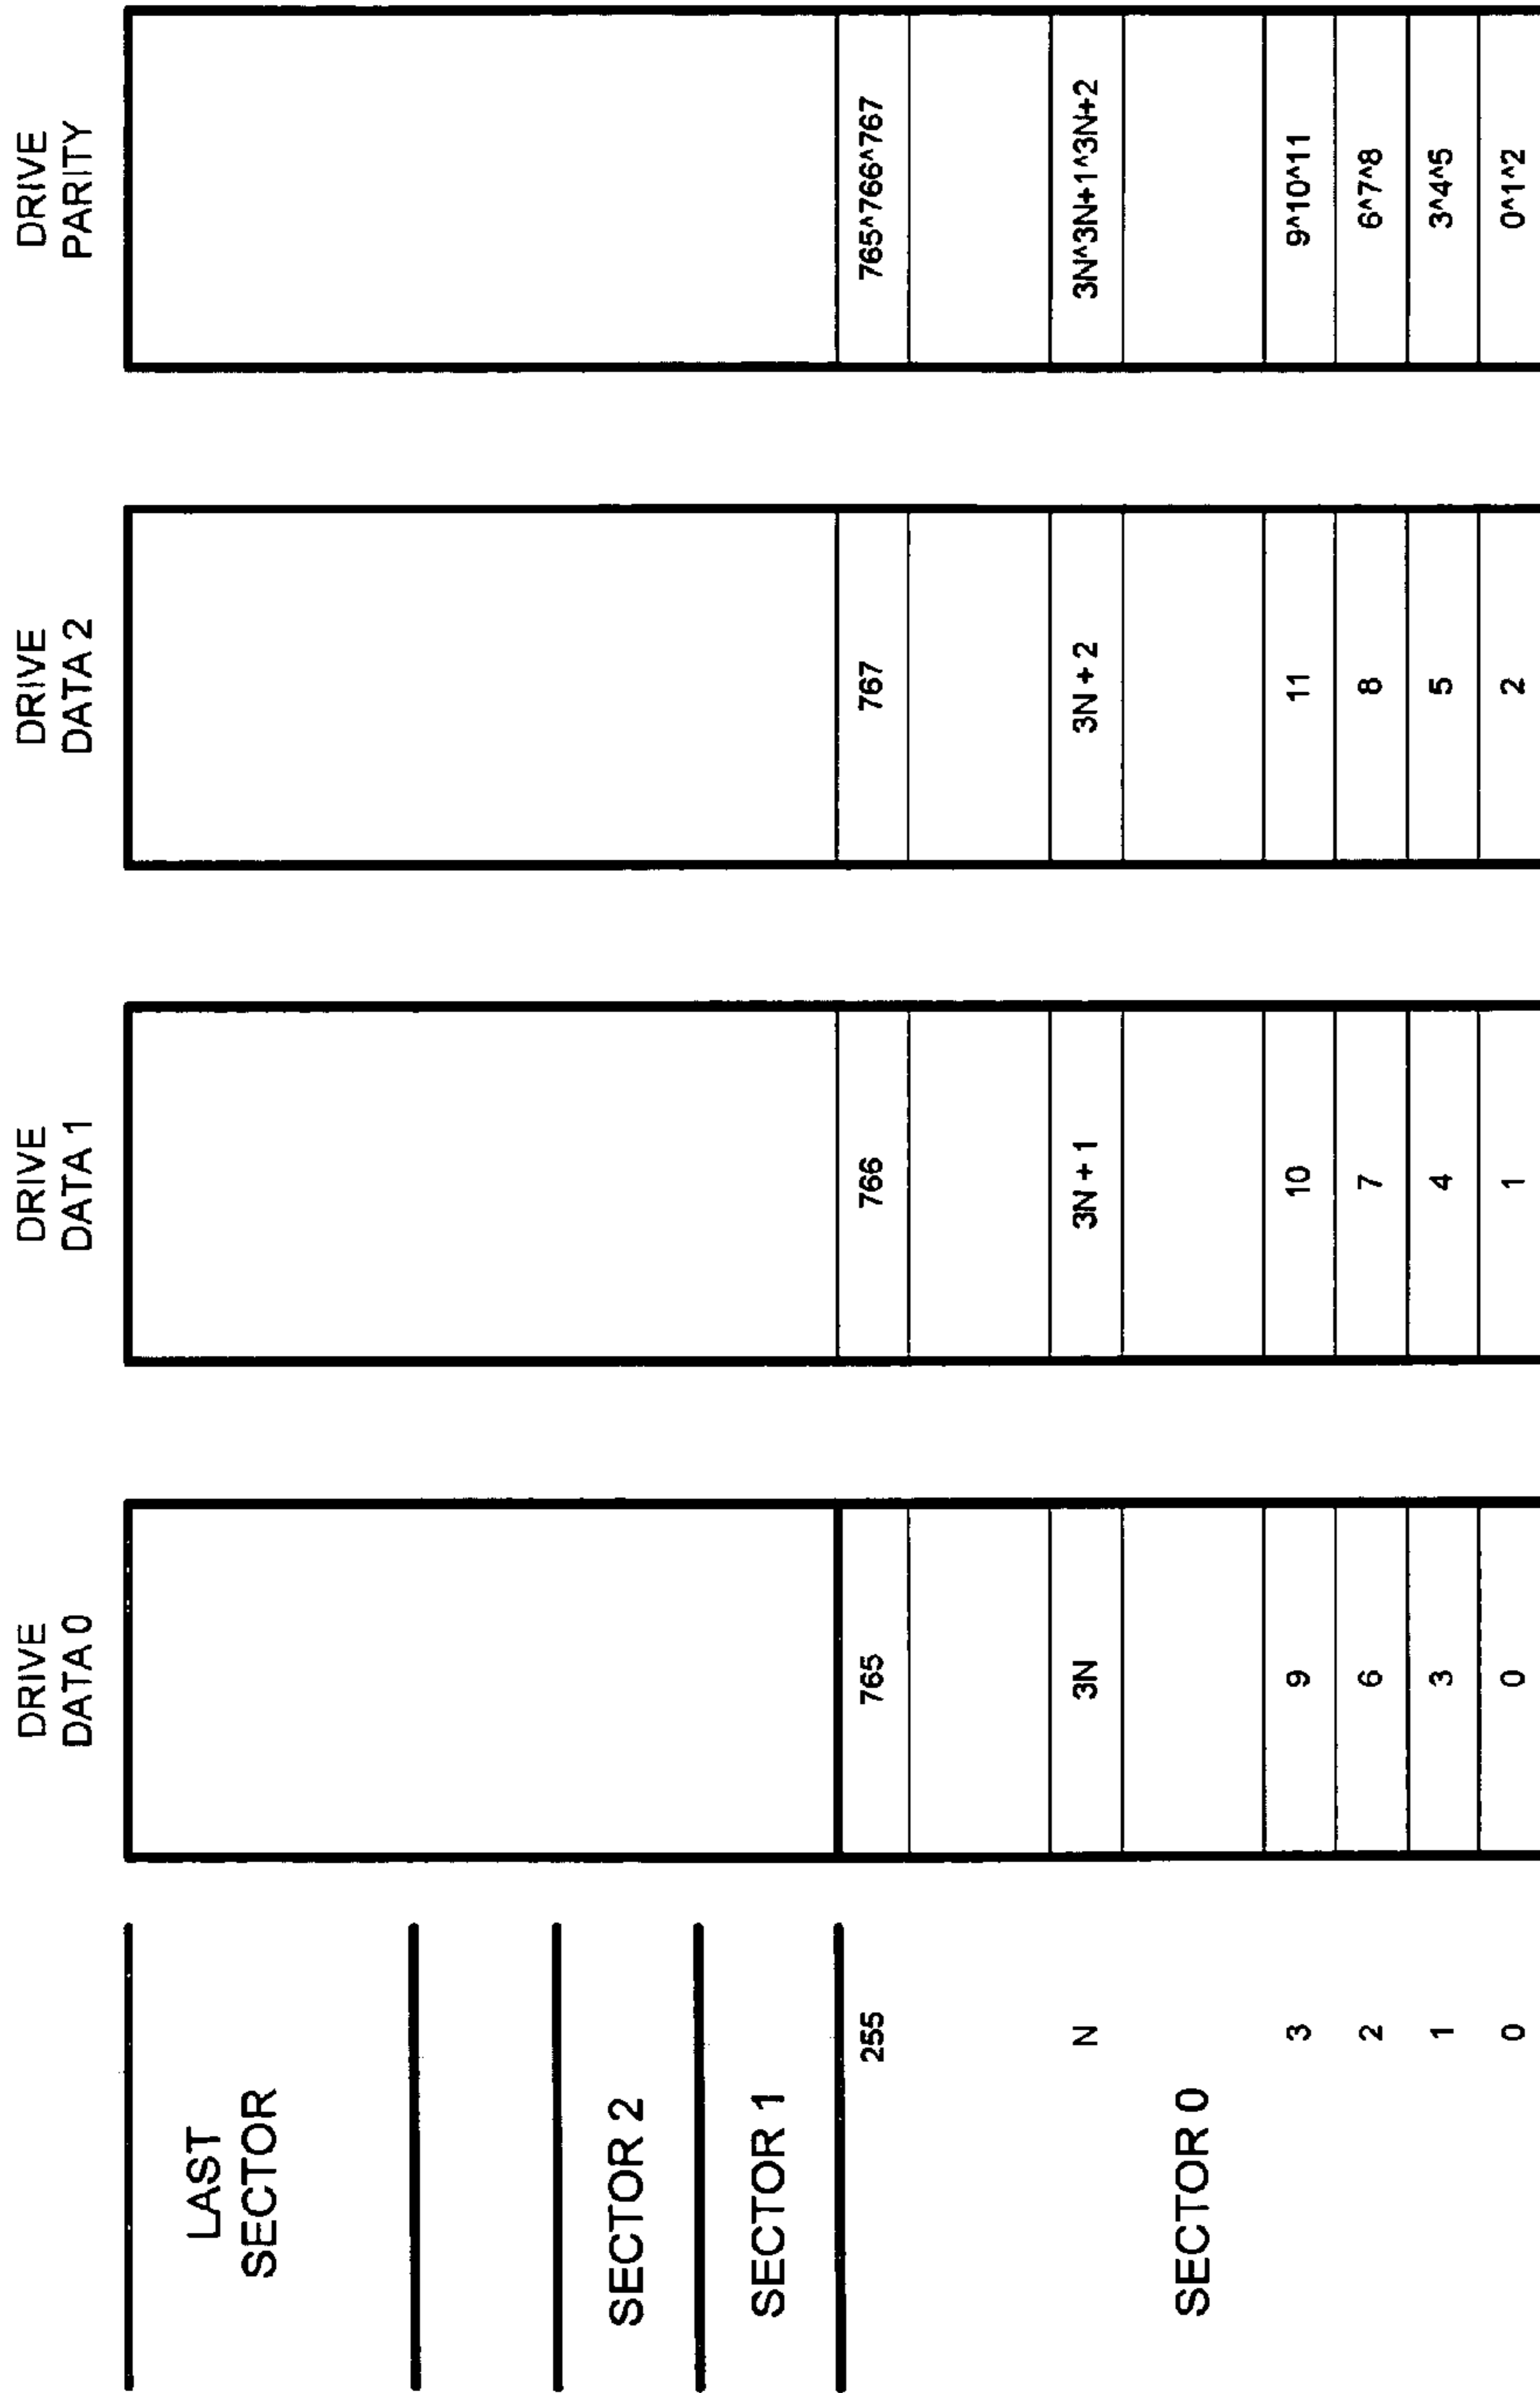 DRIVE DATA 0
DRIVE DATA 1
DRIVE DATA 2
DRIVE PARITY
LAST
SECTOR
SECTOR 2
SECTOR 1
255 765 766 767 765^766^767
N 3N 3N + 1 3N + 2 3N^3N+1^3N+2
SECTOR 0
3 9 10 11 9^10^11
2 6 7 8 6^7^8
1 3 4 5 3^4^5
0 0 1 2 0^1^2